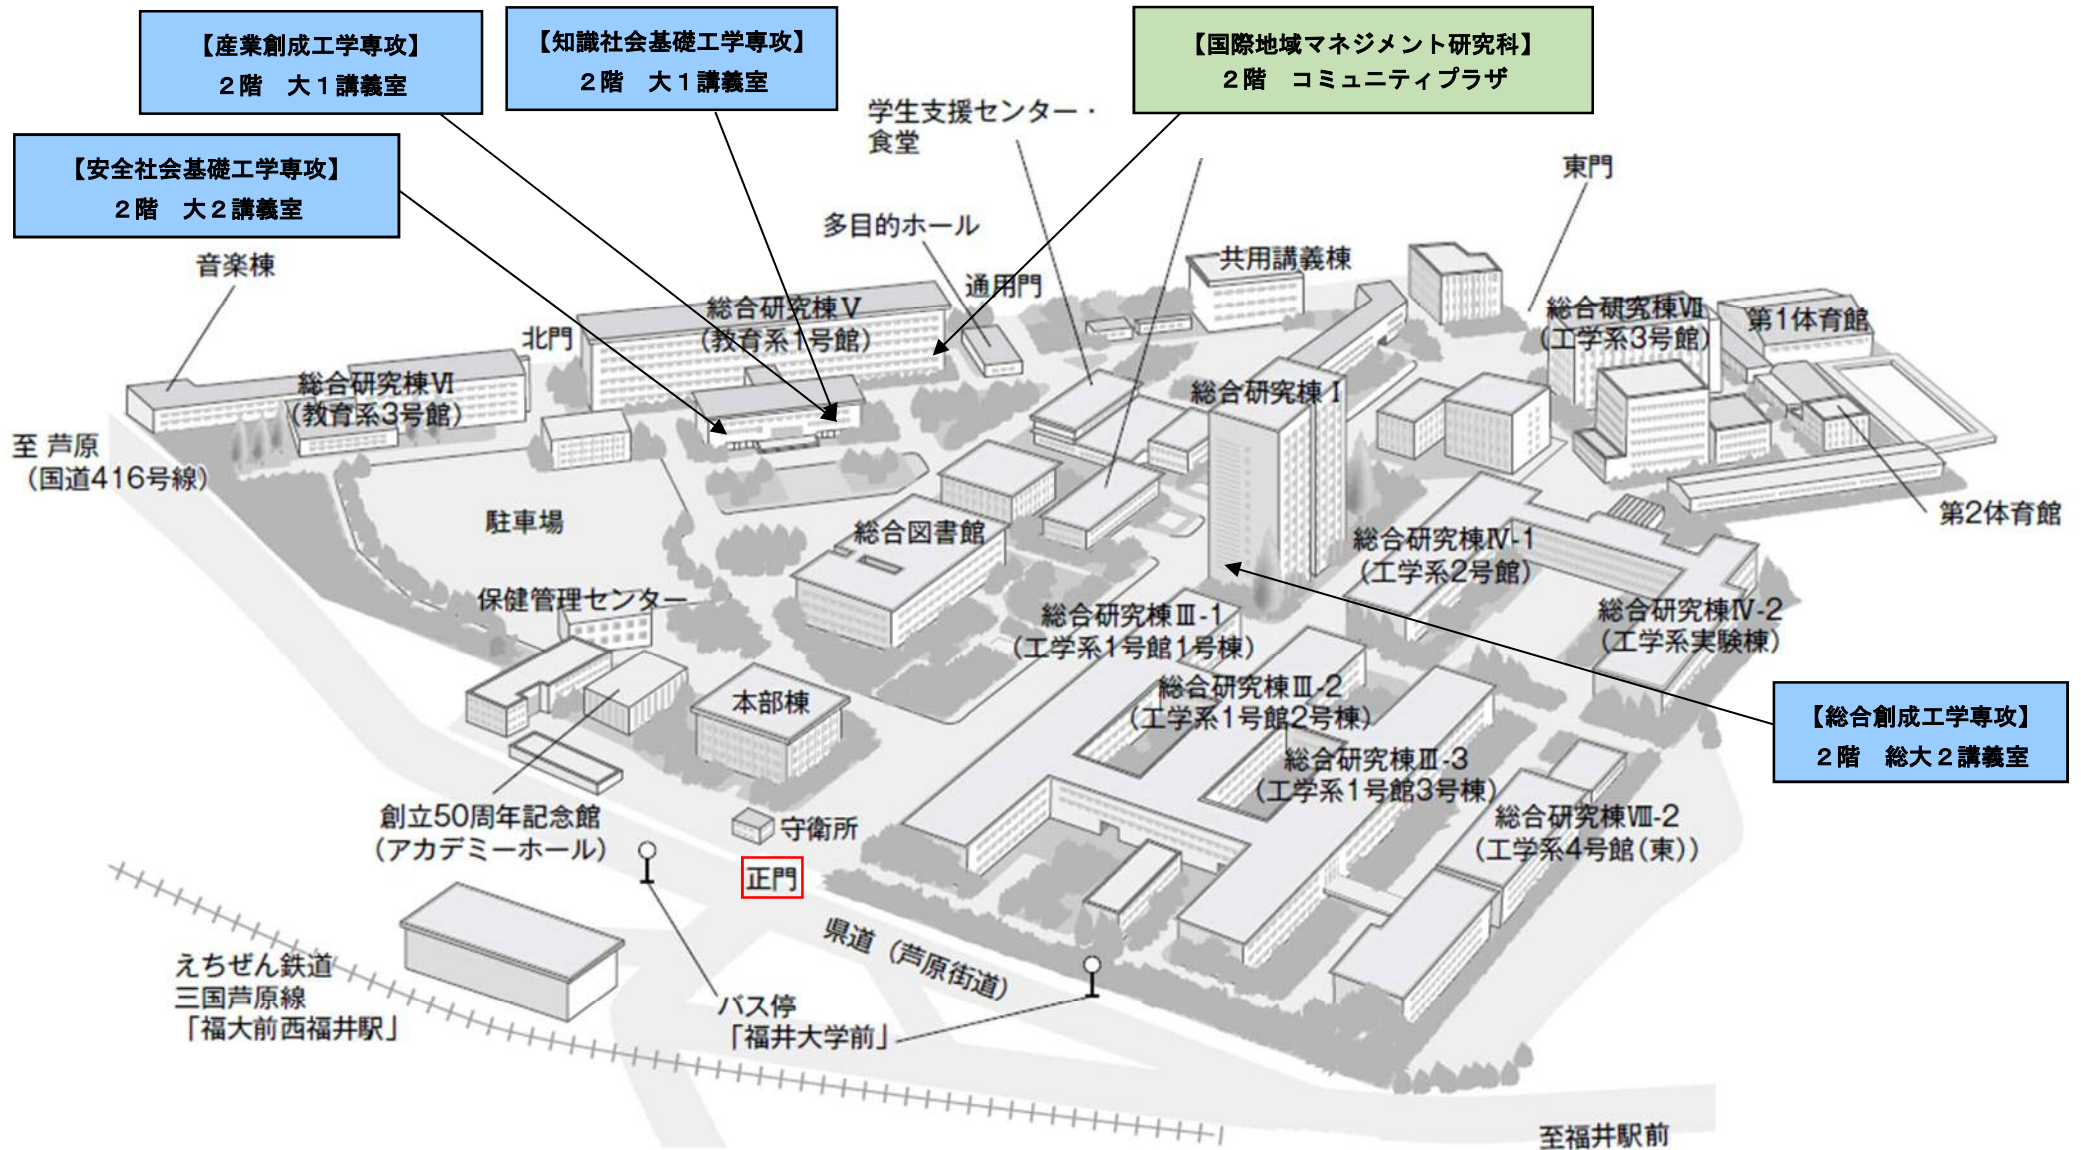 【産業創成工学専攻】
2階　大1講義室
【知識社会基礎工学専攻】
2階　大1講義室
【国際地域マネジメント研究科】
2階　コミュニティプラザ
【安全社会基礎工学専攻】
2階　大2講義室
学生支援センター・
食堂
東門
多目的ホール
音楽棟
通用門
共用講義棟
北門
総合研究棟Ⅴ
（教育系1号館）
総合研究棟Ⅶ
（工学系3号館）
第1体育館
総合研究棟Ⅵ
（教育系3号館）
総合研究棟Ⅰ
至 芦原
（国道416号線）
駐車場
総合図書館
第2体育館
総合研究棟Ⅳ-1
（工学系2号館）
保健管理センター
総合研究棟Ⅲ-1
（工学系1号館1号棟）
総合研究棟Ⅳ-2
（工学系実験棟）
本部棟
総合研究棟Ⅲ-2
（工学系1号館2号棟）
【総合創成工学専攻】
2階　総大2講義室
総合研究棟Ⅲ-3
（工学系1号館3号棟）
創立50周年記念館
（アカデミーホール）
守衛所
総合研究棟Ⅷ-2
（工学系4号館（東））
正門
県道（芦原街道）
えちぜん鉄道
三国芦原線
「福大前西福井駅」
バス停
「福井大学前」
至福井駅前